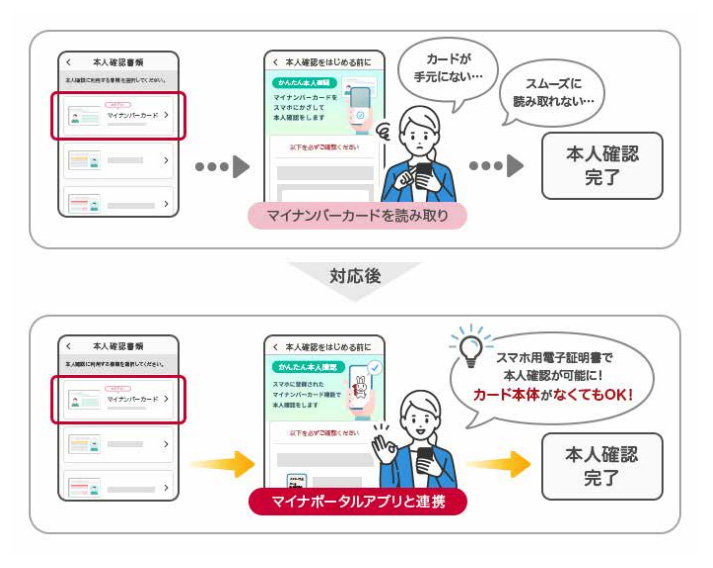 本人確認書類
本人確認に利用する書類を選択してください。
マイナンバーカード
本人確認をはじめる前に
かんたん本人確認
マイナンバーカードを
スマホにかざして
本人確認をします
以下を必ずご確認ください
マイナンバーカードを読み取り
カードが
手元にない…
スムーズに
読み取れない…
本人確認
完了
対応後
本人確認書類
本人確認に利用する書類を選択してください。
マイナンバーカード
本人確認をはじめる前に
かんたん本人確認
スマホに登録された
マイナンバーカード機能で
本人確認をします
以下を必ずご確認ください
マイナポータルアプリと連携
スマホ用電子証明書で
本人確認が可能に！
カード本体がなくてもOK！
本人確認
完了